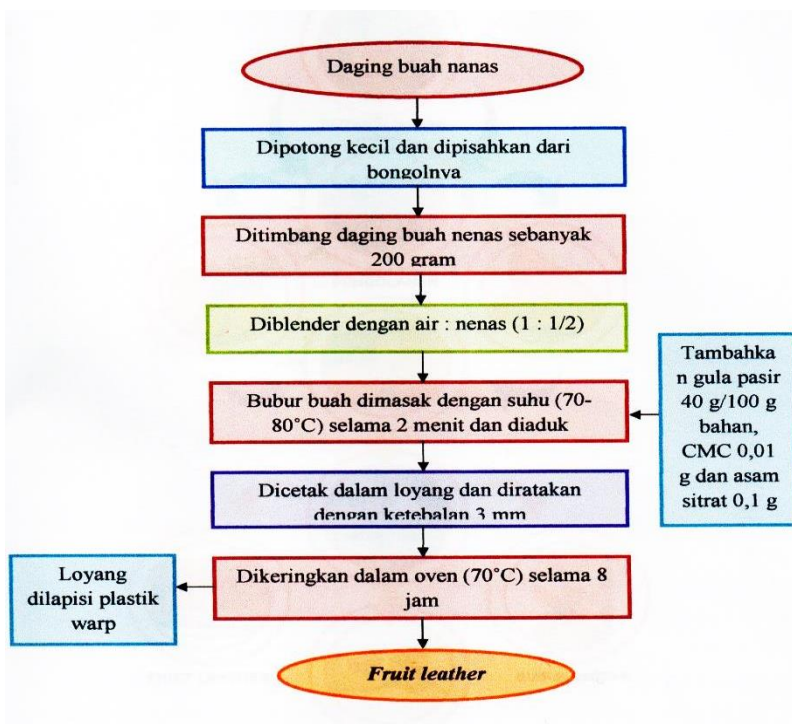 Daging buah nanas
Dipotong kecil dan dipisahkan dari
bongolnya
Ditimbang daging buah nenas sebanyak
200 gram
Diblender dengan air : nenas (1 : 1/2)
Tambahka
n gula pasir
40 g/100 g
bahan,
CMC 0,01
g dan asam
sitrat 0,1 g
Bubur buah dimasak dengan suhu (70-
80°C) selama 2 menit dan diaduk
Dicetak dalam loyang dan diratakan
dengan ketebalan 3 mm
Dikeringkan dalam oven (70°C) selama 8
jam
Loyang
dilapisi plastik
warp
Fruit leather